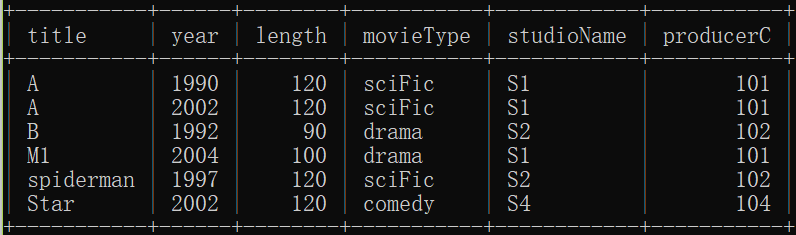 title year length movieType studioName producerC
A 1990 120 sciFic S1 101
A 2002 120 sciFic S1 101
B 1992 90 drama S2 102
M1 2004 100 drama S1 101
spiderman 1997 120 sciFic S2 102
Star 2002 120 comedy S4 104